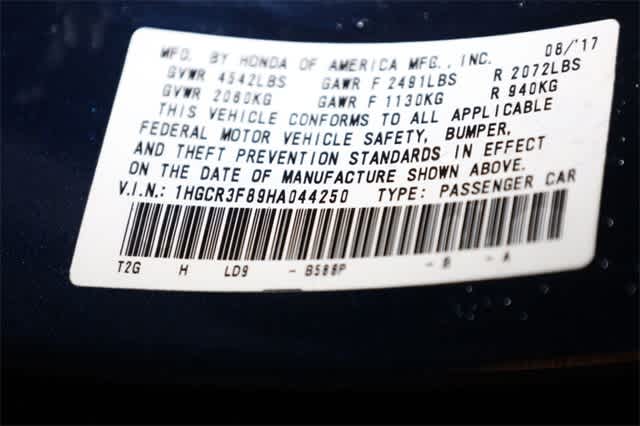 MFD. BY HONDA OF AMERICA MFG., INC. 08/'17
GVWR 4542LBS GAWR F 2491LBS R 2072LBS
GVWR 2060KG GAWR F 1130KG R 940KG
THIS VEHICLE CONFORMS TO ALL APPLICABLE
FEDERAL MOTOR VEHICLE SAFETY, BUMPER,
AND THEFT PREVENTION STANDARDS IN EFFECT
ON THE DATE OF MANUFACTURE SHOWN ABOVE.
V.I.N.: 1HGCR3F89HA044250 TYPE: PASSENGER CAR
T2G H LD9 - B588P - B - A